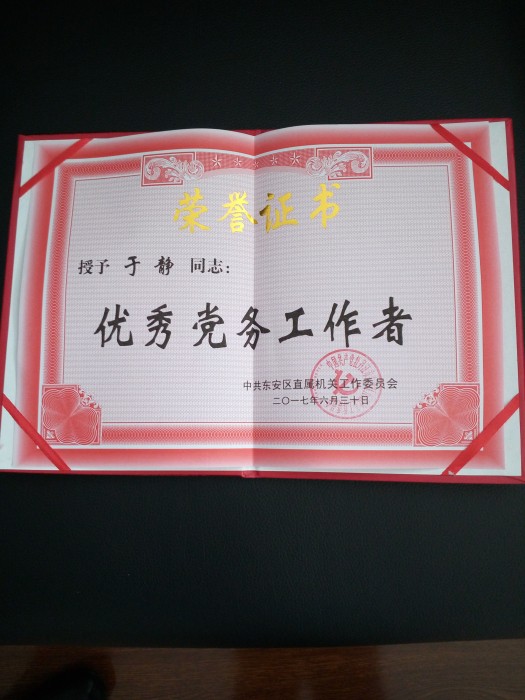 荣誉证书
授予 于静 同志：
优秀党务工作者
中共东安区直属机关工作委员会
二〇一七年六月三十日